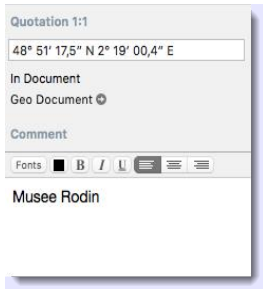 Quotation 1:1
48° 51' 17,5" N 2° 19' 00,4" E
In Document
Geo Document
Comment
Fonts B I U
Musee Rodin